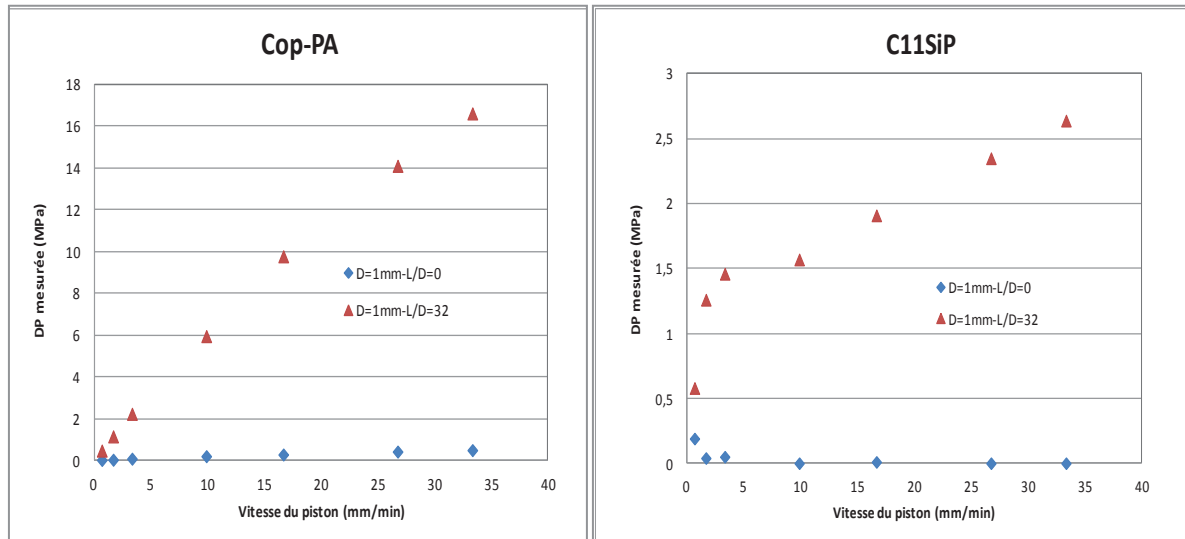 Cop-PA
18
16
14
12
10
8
6
4
2
0
DP mesurée (MPa)
D=1mm-L/D=0
D=1mm-L/D=32
0 5 10 15 20 25 30 35 40
Vitesse du piston (mm/min)
C11SiP
3
2,5
2
1,5
1
0,5
0
DP mesurée (MPa)
D=1mm-L/D=0
D=1mm-L/D=32
0 5 10 15 20 25 30 35 40
Vitesse du piston (mm/min)